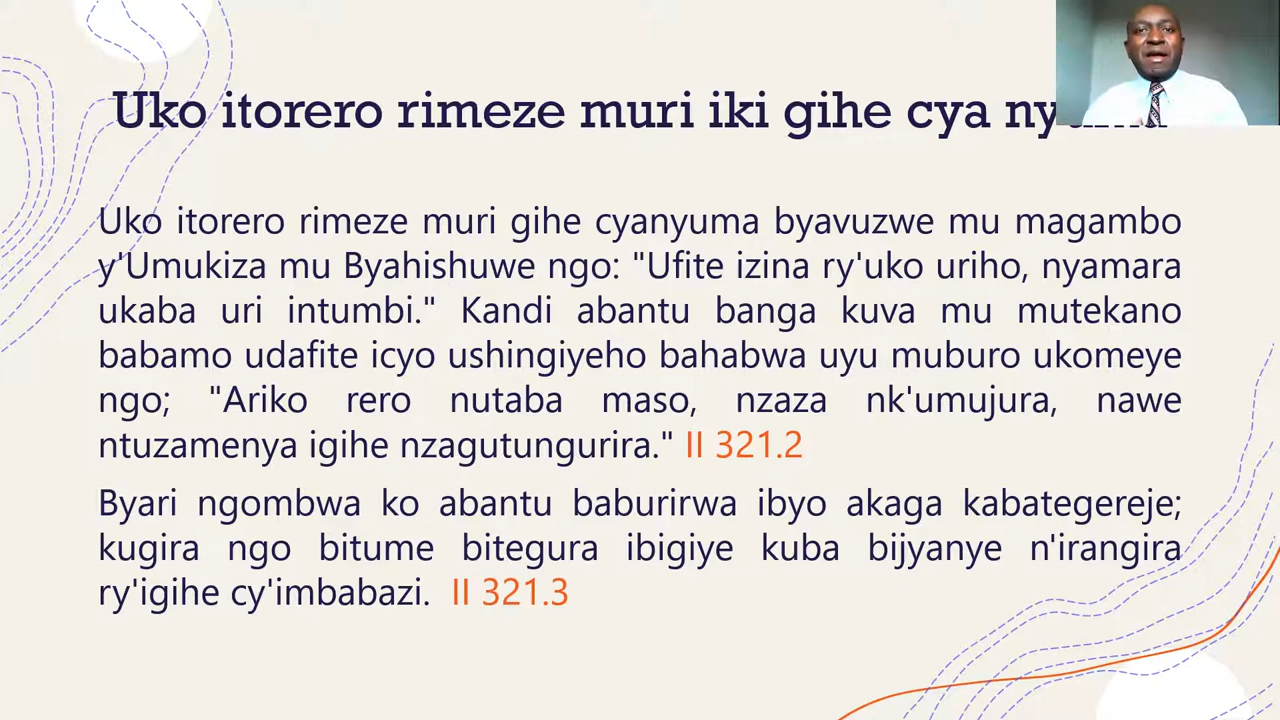 Uko itorero rimeze muri iki gihe cya
Uko itorero rimeze muri gihe cyanyuma byavuzwe mu magambo
y'Umukiza mu Byahishuwe ngo: "Ufite izina ry'uko uriho, nyamara
ukaba uri intumbi." Kandi abantu banga kuva mu mutekano
babamo udafite icyo ushingiyeho bahabwa uyu muburo ukomeye
ngo; "Ariko rero nutaba maso, nzaza nk'umujura, nawe
ntuzamenya igihe nzagutungurira." II 321.2
Byari ngombwa ko abantu baburirwa ibyo akaga kabategereje;
kugira ngo bitume bitegura ibigiye kuba bijyanye n'irangira
ry'igihe cy'imbabazi. II 321.3